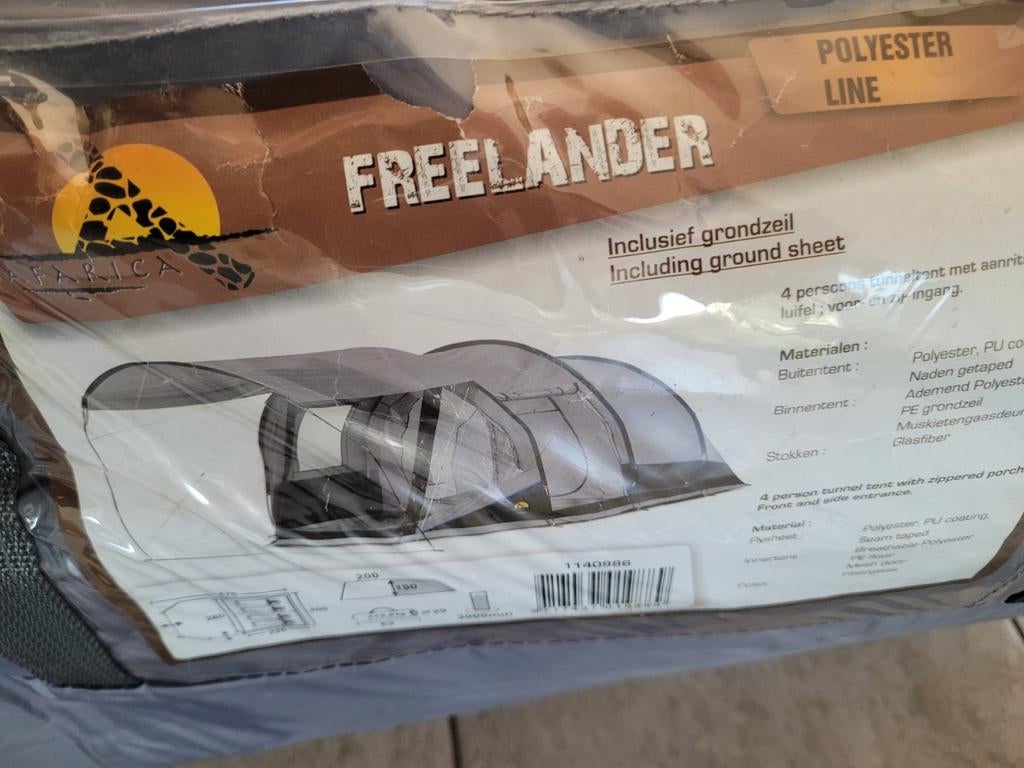 POLYESTER
LINE
FREELANDER
AFARICA
Inclusief grondzeil
Including ground sheet
4 persoons tunneltent met aanrits
luifel, voor- en zij- ingang.
Materialen :
Buitentent : Polyester, PU co
Naden getaped
Binnentent : Ademend Polyeste
PE grondzeil
Muskietengaasdeur
Stokken : Glasfiber
4 person tunnel tent with zippered porch
Front and side entrance.
Material :
Flysheet : Polyester, PU coating,
Seam taped
Innertent : Breathable Polyester
PE floor
Mesh door
Poles : Fiberglass
1140986
200
190
260
3000mm